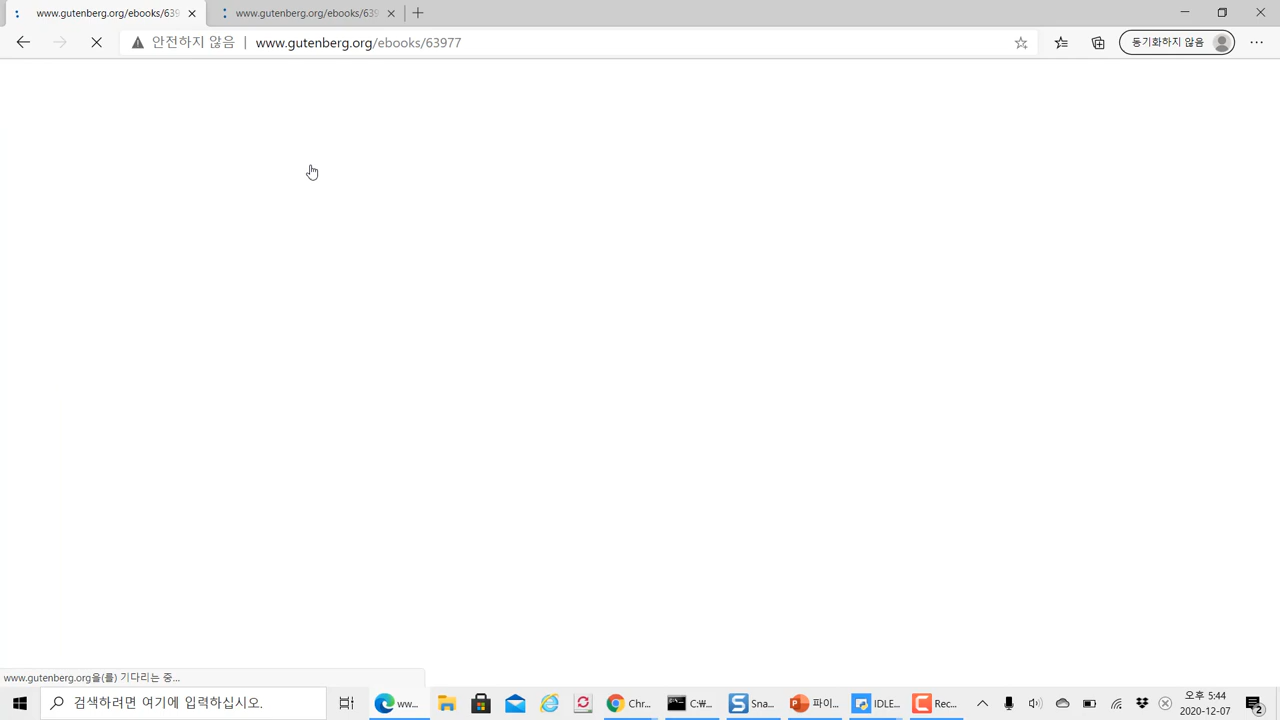 www.gutenberg.org/ebooks/639
www.gutenberg.org/ebooks/639
안전하지 않음 | www.gutenberg.org/ebooks/63977
동기화하지 않음
www.gutenberg.org을(를) 기다리는 중...
검색하려면 여기에 입력하십시오.
ww...
Chr...
C:\...
Sna...
파이...
IDLE...
Rec...
오후 5:44
2020-12-07
2